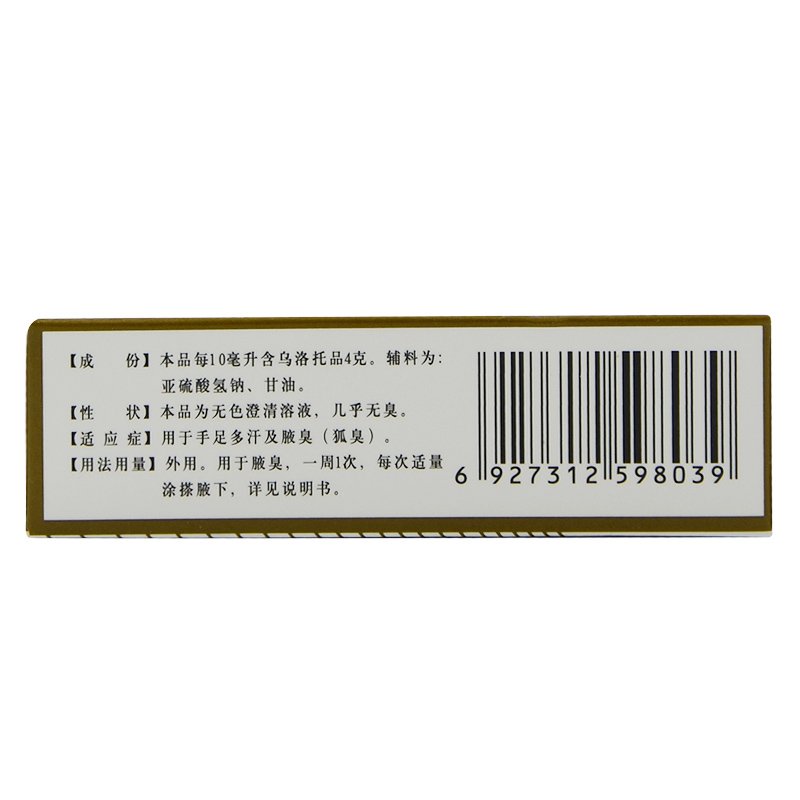 【成 份】本品每10毫升含乌洛托品4克。辅料为:
亚硫酸氢钠、甘油。
【性 状】本品为无色澄清溶液，几乎无臭。
【适 应 症】用于手足多汗及腋臭（狐臭）。
【用法用量】外用。用于腋臭，一周1次，每次适量
涂搽腋下，详见说明书。
6 927312 598039